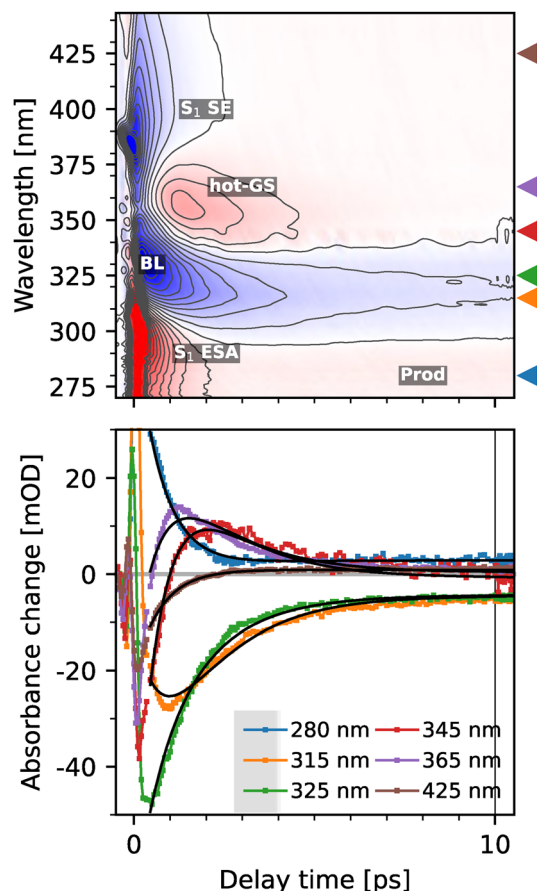 425
400
375
350
325
300
275
Wavelength [nm]
S₁ SE
hot-GS
BL
S₁ ESA
Prod
20
0
-20
-40
Absorbance change [mOD]
280 nm
315 nm
325 nm
345 nm
365 nm
425 nm
0
10
Delay time [ps]